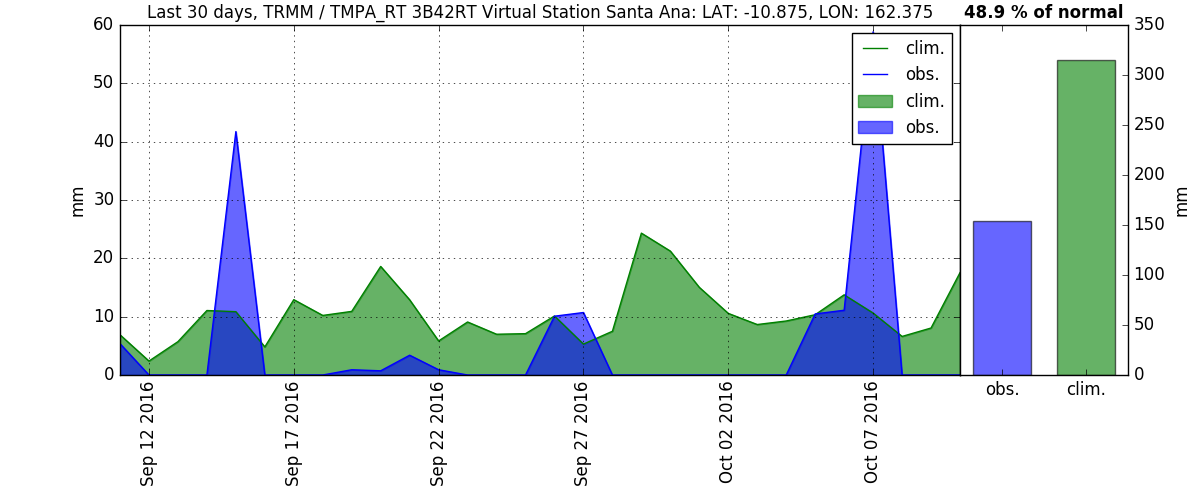 Last 30 days, TRMM / TMPA_RT 3B42RT Virtual Station Santa Ana: LAT: -10.875, LON: 162.375
48.9 % of normal
60
50
40
30
20
10
0
mm
clim.
obs.
clim.
obs.
Sep 12 2016
Sep 17 2016
Sep 22 2016
Sep 27 2016
Oct 02 2016
Oct 07 2016
350
300
250
200
150
100
50
0
mm
obs.
clim.